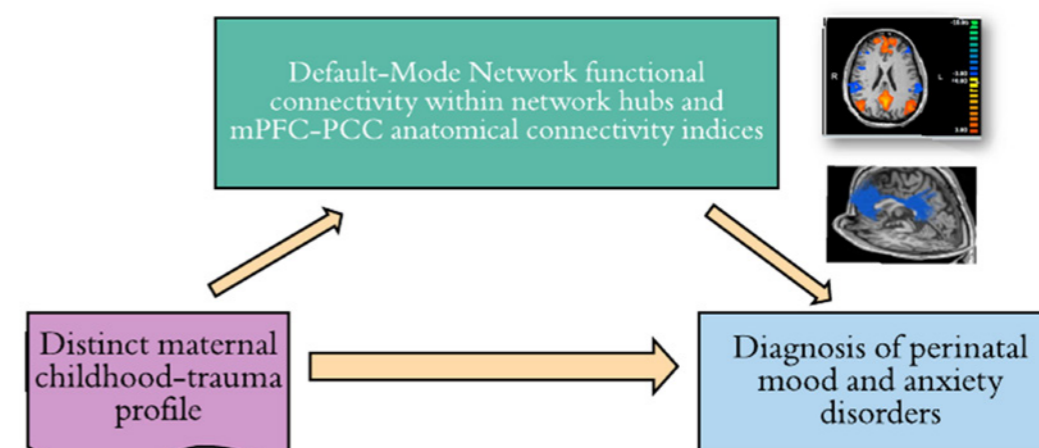 Default-Mode Network functional
connectivity within network hubs and
mPFC-PCC anatomical connectivity indices
R
L
Distinct maternal
childhood-trauma
profile
Diagnosis of perinatal
mood and anxiety
disorders